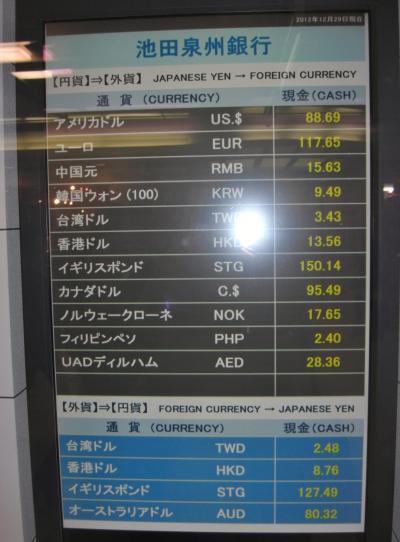 2012年12月29日現在
池田泉州銀行
【円貨】⇒【外貨】 JAPANESE YEN → FOREIGN CURRENCY
通 貨 (CURRENCY) 現金(CASH)
アメリカドル US.$ 88.69
ユーロ EUR 117.65
中国元 RMB 15.63
韓国ウォン (100) KRW 9.49
台湾ドル TWD 3.43
香港ドル HKD 13.56
イギリスポンド STG 150.14
カナダドル C.$ 95.49
ノルウェークローネ NOK 17.65
フィリピンペソ PHP 2.40
UADディルハム AED 28.36
【外貨】⇒【円貨】 FOREIGN CURRENCY → JAPANESE YEN
通 貨 (CURRENCY) 現金(CASH)
台湾ドル TWD 2.48
香港ドル HKD 8.76
イギリスポンド STG 127.49
オーストラリアドル AUD 80.32